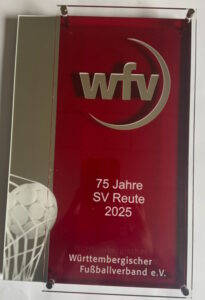 wfv
75 Jahre
SV Reute
2025
Württembergischer
Fußballverband e.V.